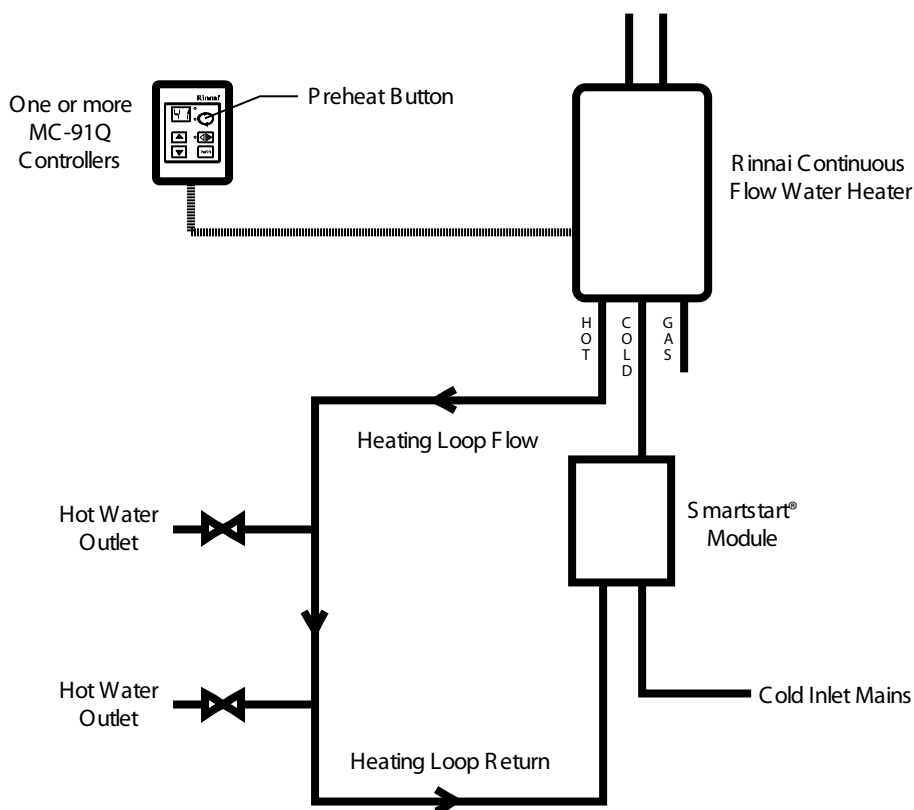 One or more
MC-91Q
Controllers
Rinnai
Preheat Button
Rinnai Continuous
Flow Water Heater
HOT
COLD
GAS
Heating Loop Flow
Hot Water
Outlet
Smartstart®
Module
Hot Water
Outlet
Cold Inlet Mains
Heating Loop Return